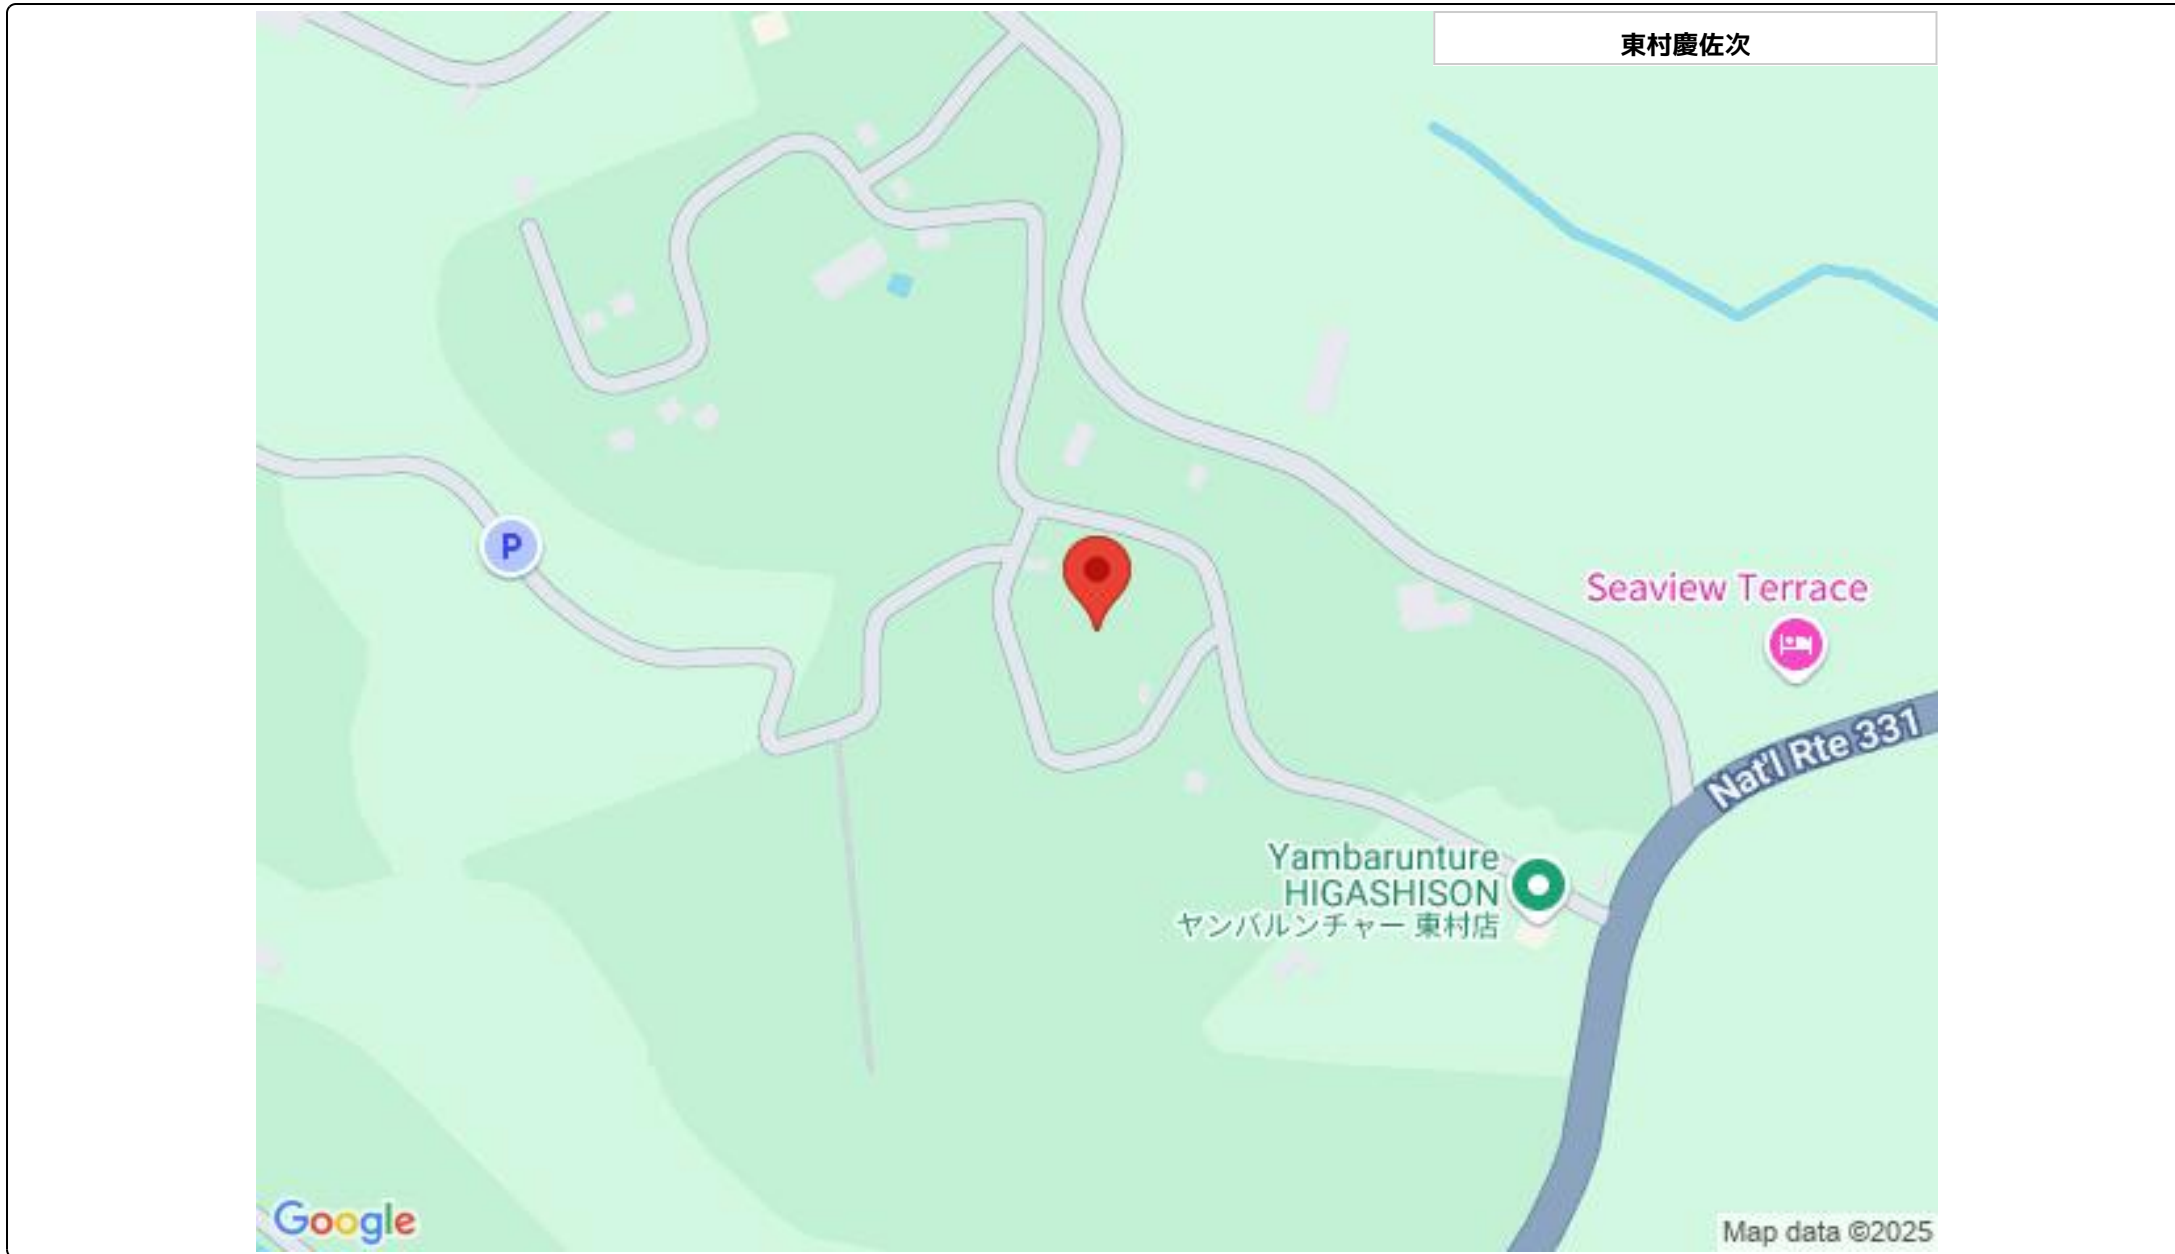 東村慶佐次
P
Seaview Terrace
Nat'l Rte 331
Yambarunture
HIGASHISON
ヤンバルンチャー 東村店
Google
Map data ©2025